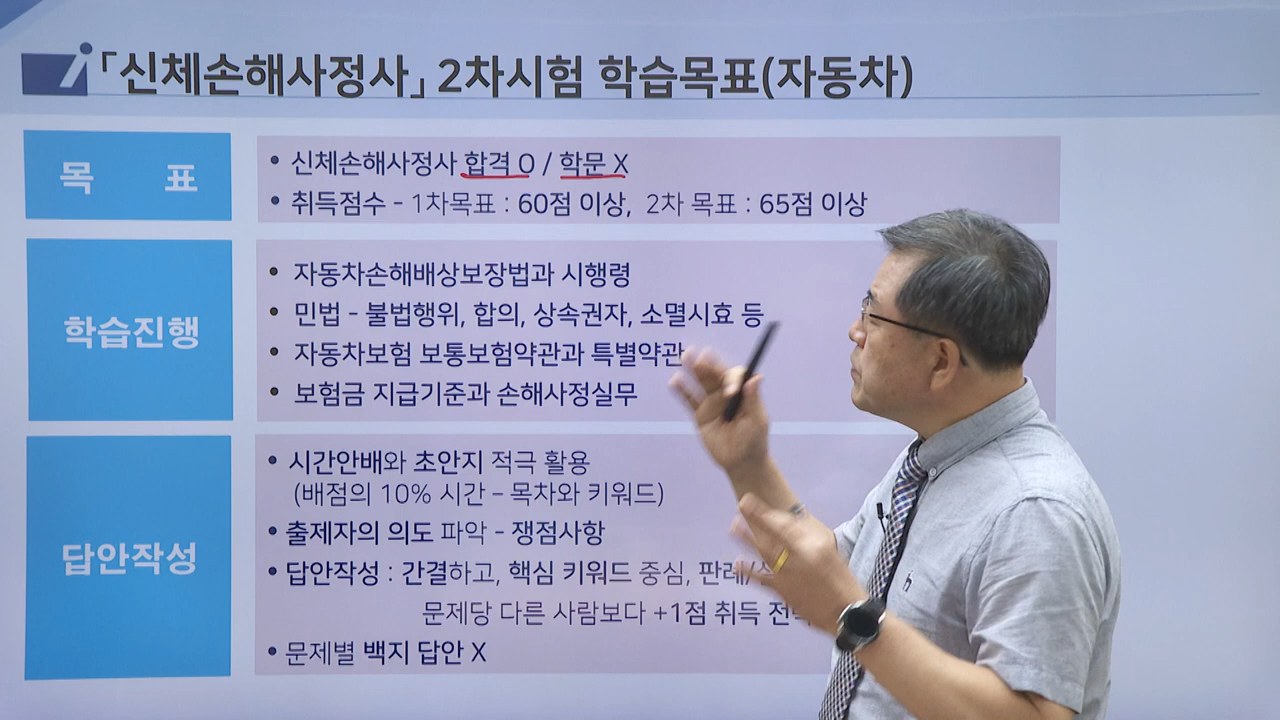 「신체손해사정사」 2차시험 학습목표(자동차)
목 표
• 신체손해사정사 합격 O / 학문 X
• 취득점수 - 1차목표 : 60점 이상, 2차 목표 : 65점 이상
학습진행
• 자동차손해배상보장법과 시행령
• 민법 - 불법행위, 합의, 상속권자, 소멸시효 등
• 자동차보험 보통보험약관과 특별약관
• 보험금 지급기준과 손해사정실무
답안작성
• 시간안배와 초안지 적극 활용
(배점의 10% 시간 – 목차와 키워드)
• 출제자의 의도 파악 - 쟁점사항
• 답안작성 : 간결하고, 핵심 키워드 중심, 판례/
문제당 다른 사람보다 +1점 취득
• 문제별 백지 답안 X